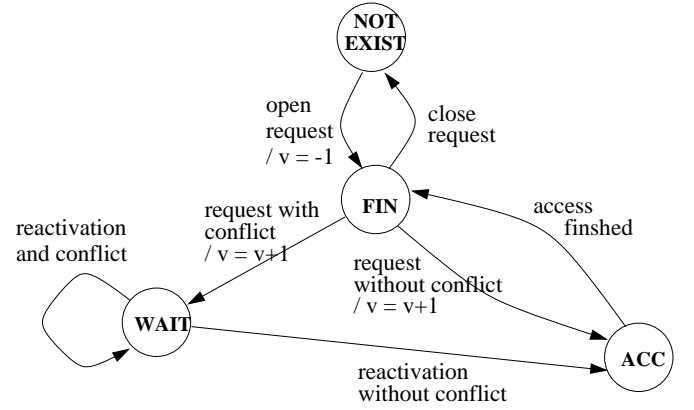 NOT
EXIST
open
request
/ v = -1
close
request
FIN
request with
conflict
/ v = v+1
access
finshed
reactivation
and conflict
request
without conflict
/ v = v+1
WAIT
ACC
reactivation
without conflict